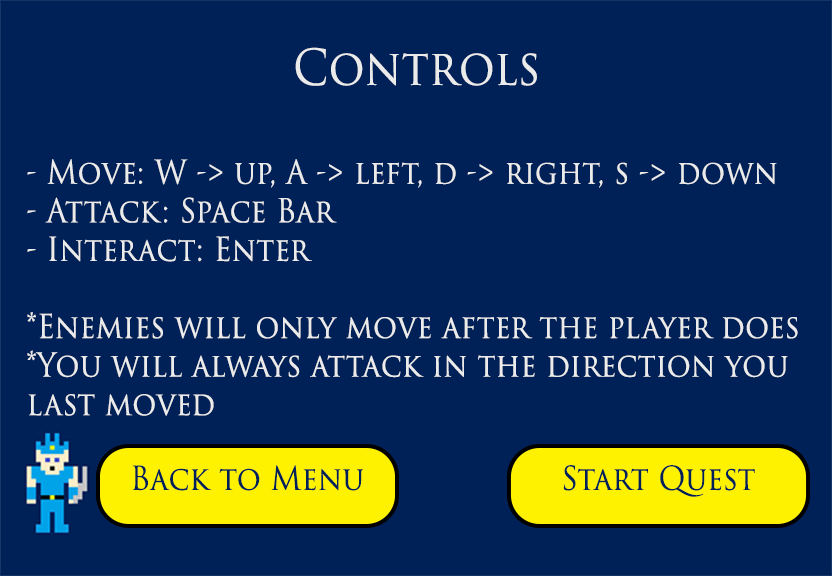 Controls
- Move: W -> up, A -> left, d -> right, s -> down
- Attack: Space Bar
- Interact: Enter
*Enemies will only move after the player does
*You will always attack in the direction you
last moved
Back to Menu
Start Quest